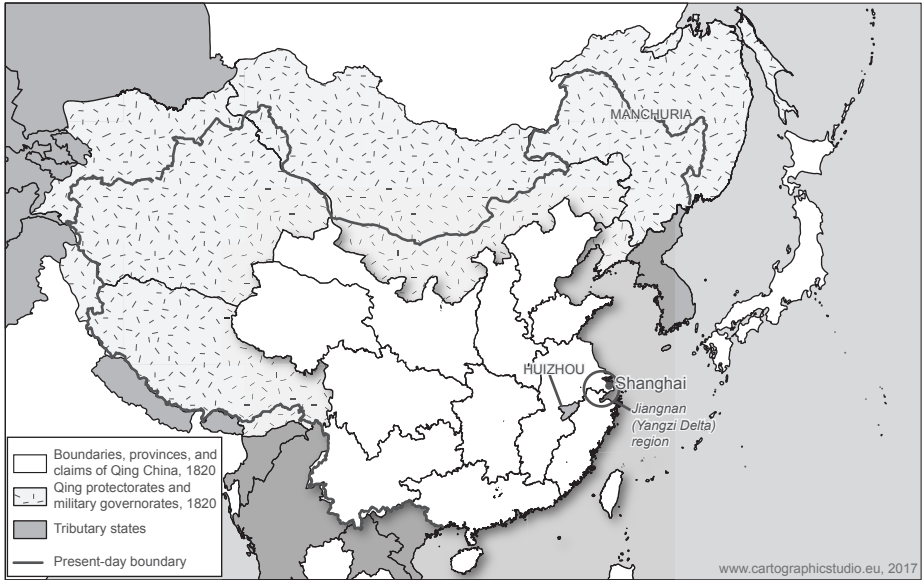 MANCHURIA
HUIZHOU
Shanghai
Jiangnan
(Yangzi Delta)
region
Boundaries, provinces, and
claims of Qing China, 1820
Qing protectorates and
military governorates, 1820
Tributary states
Present-day boundary
www.cartographicstudio.eu, 2017